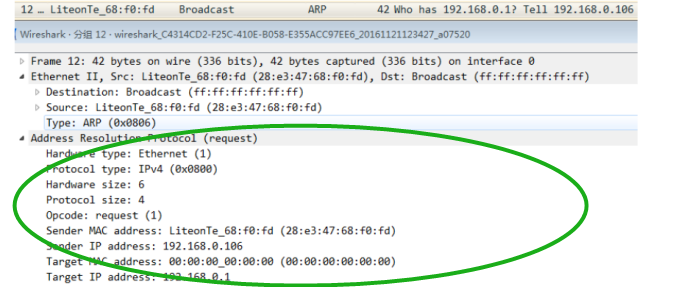 12 … LiteonTe_68:f0:fd Broadcast ARP 42 Who has 192.168.0.1? Tell 192.168.0.106
Wireshark · 分组 12 · wireshark_C4314CD2-F25C-410E-B058-E355ACC97EE6_20161121123427_a07520
Frame 12: 42 bytes on wire (336 bits), 42 bytes captured (336 bits) on interface 0
Ethernet II, Src: LiteonTe_68:f0:fd (28:e3:47:68:f0:fd), Dst: Broadcast (ff:ff:ff:ff:ff:ff)
Destination: Broadcast (ff:ff:ff:ff:ff:ff)
Source: LiteonTe_68:f0:fd (28:e3:47:68:f0:fd)
Type: ARP (0x0806)
Address Resolution Protocol (request)
Hardware type: Ethernet (1)
Protocol type: IPv4 (0x0800)
Hardware size: 6
Protocol size: 4
Opcode: request (1)
Sender MAC address: LiteonTe_68:f0:fd (28:e3:47:68:f0:fd)
Sender IP address: 192.168.0.106
Target MAC address: 00:00:00_00:00:00 (00:00:00:00:00:00)
Target IP address: 192.168.0.1